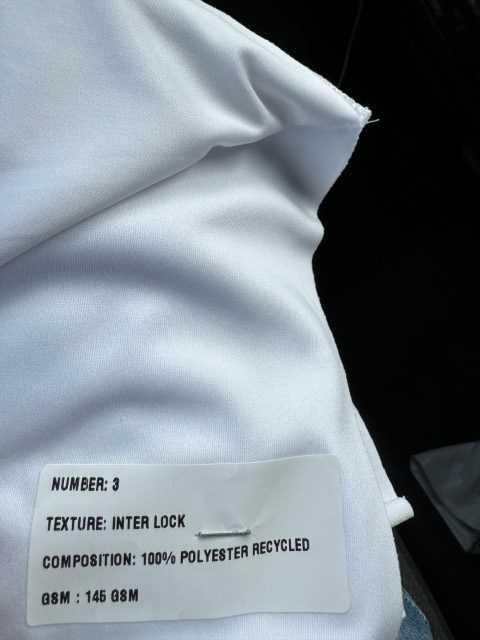 NUMBER: 3
TEXTURE: INTER LOCK
COMPOSITION: 100% POLYESTER RECYCLED
GSM : 145 GSM